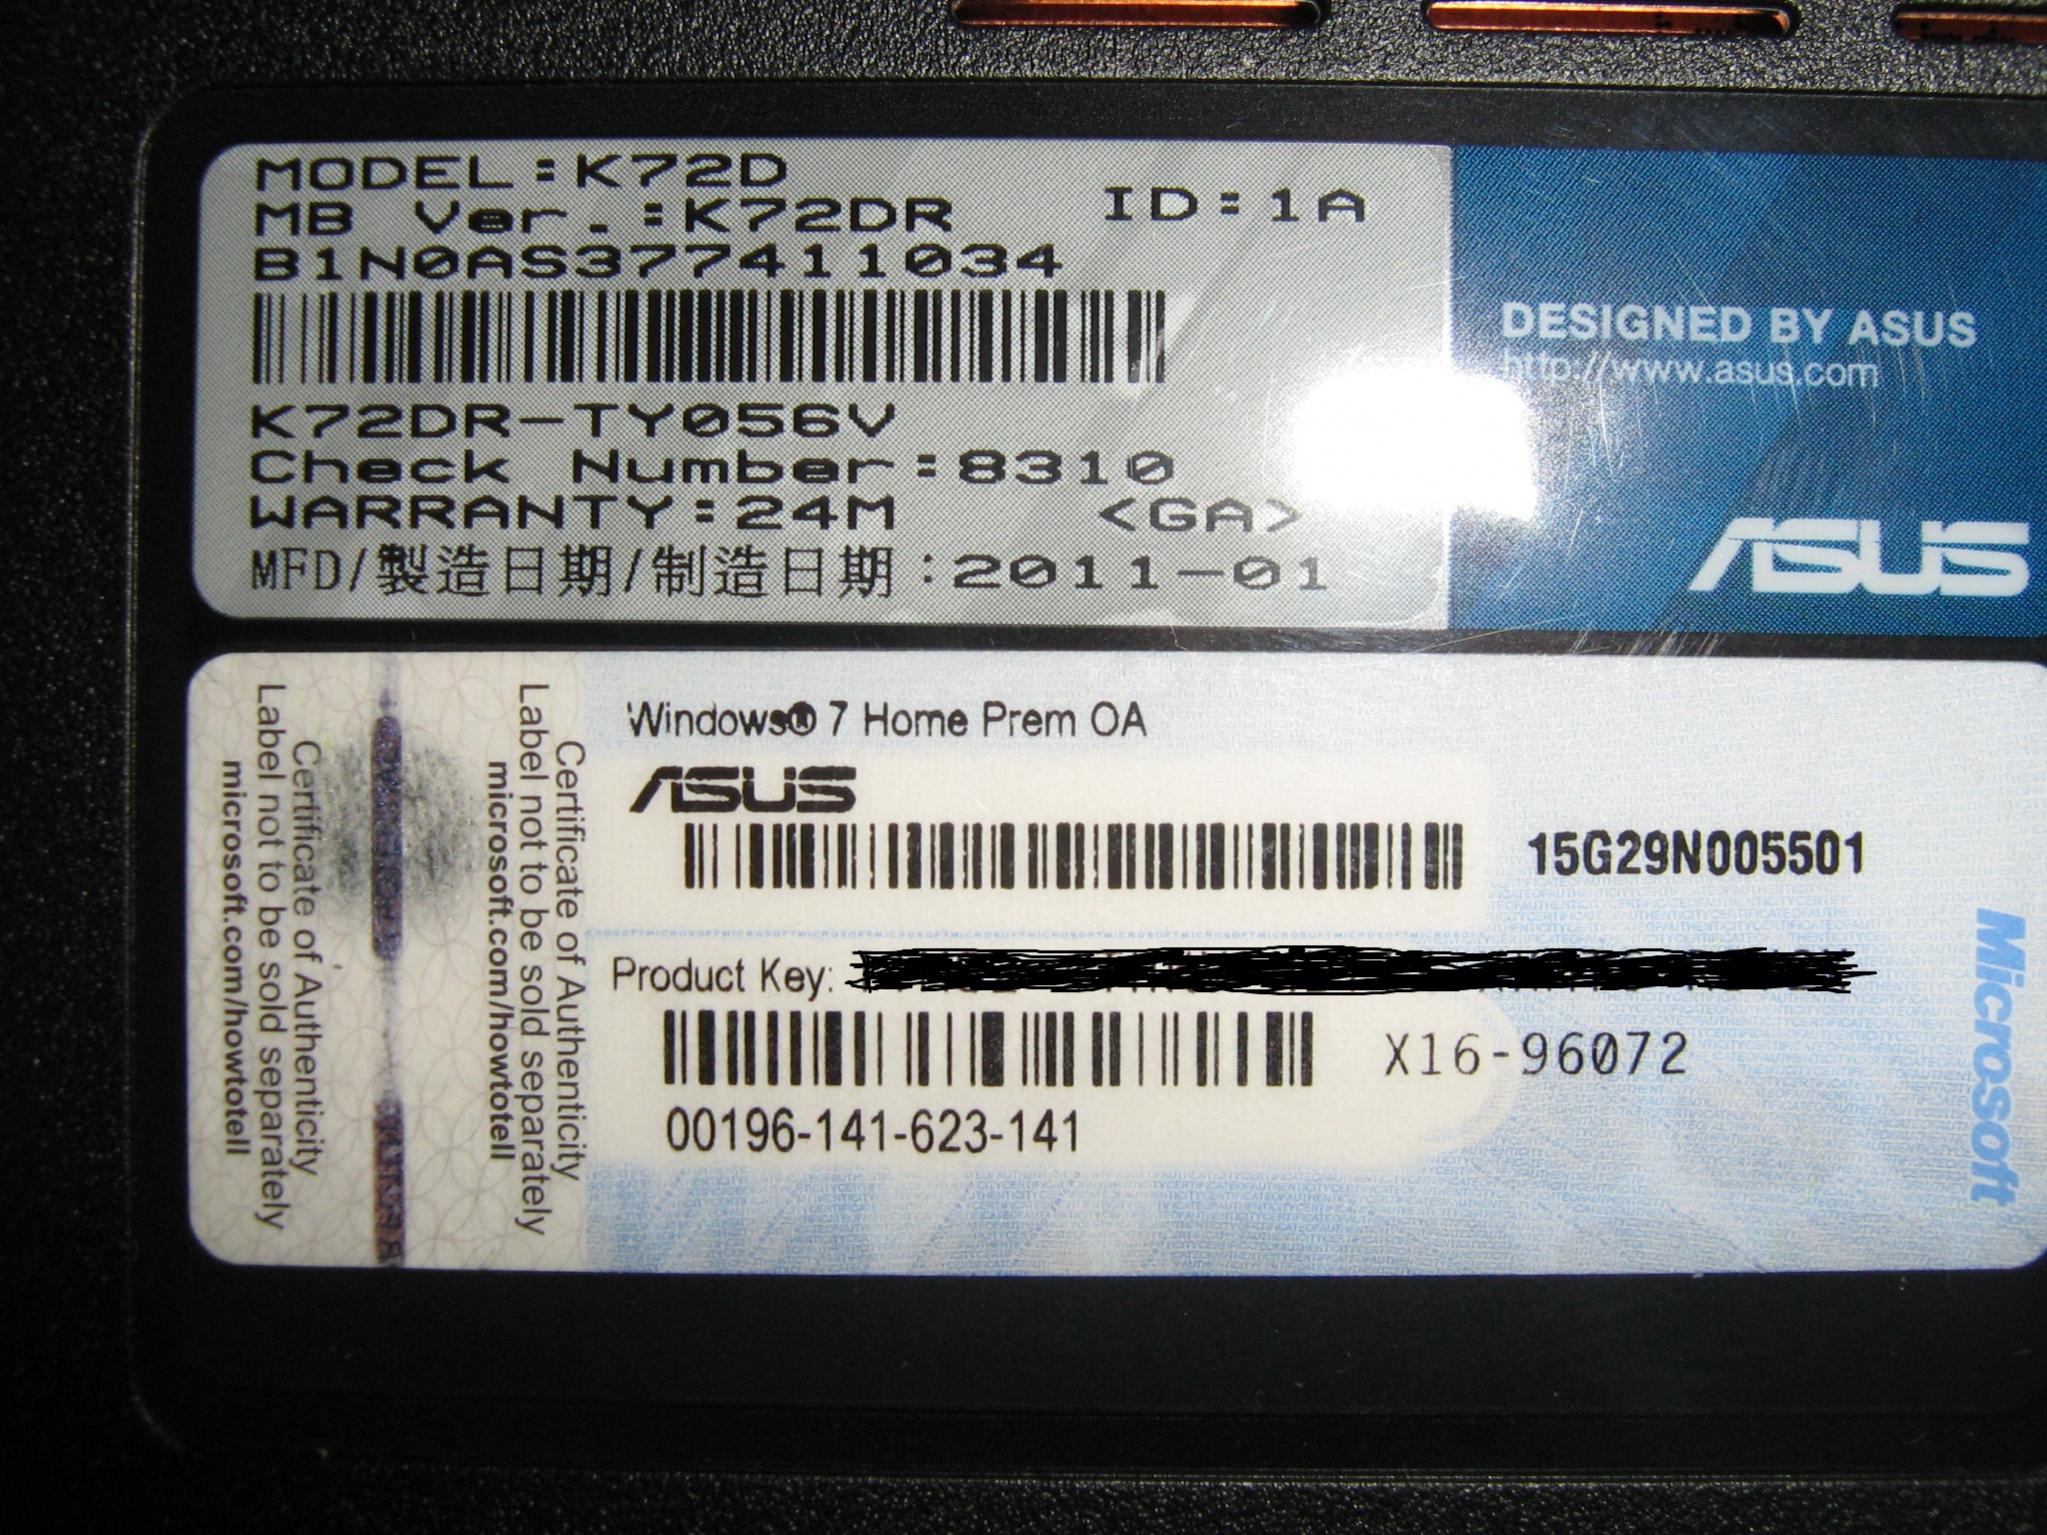 MODEL:K72D
MB Ver.:K72DR ID:1A
B1N0AS377411034
K72DR-TY056V
Check Number:8310
WARRANTY:24M <GA>
MFD/製造日期/制造日期:2011-01
DESIGNED BY ASUS
http://www.asus.com
ASUS
Certificate of Authenticity
Label not to be sold separately
microsoft.com/howtotell
Certificate of Authenticity
Label not to be sold separately
microsoft.com/howtotell
Windows® 7 Home Prem OA
ASUS
15G29N005501
Product Key:
X16-96072
00196-141-623-141
Microsoft